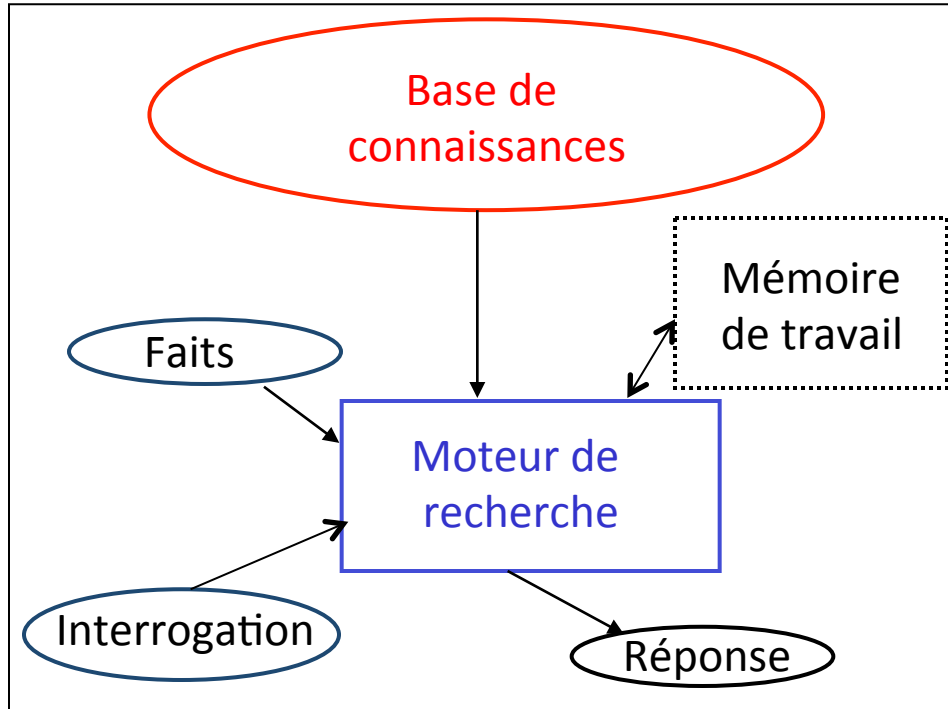 Base de
connaissances
Mémoire
de travail
Faits
Moteur de
recherche
Interrogation
Réponse